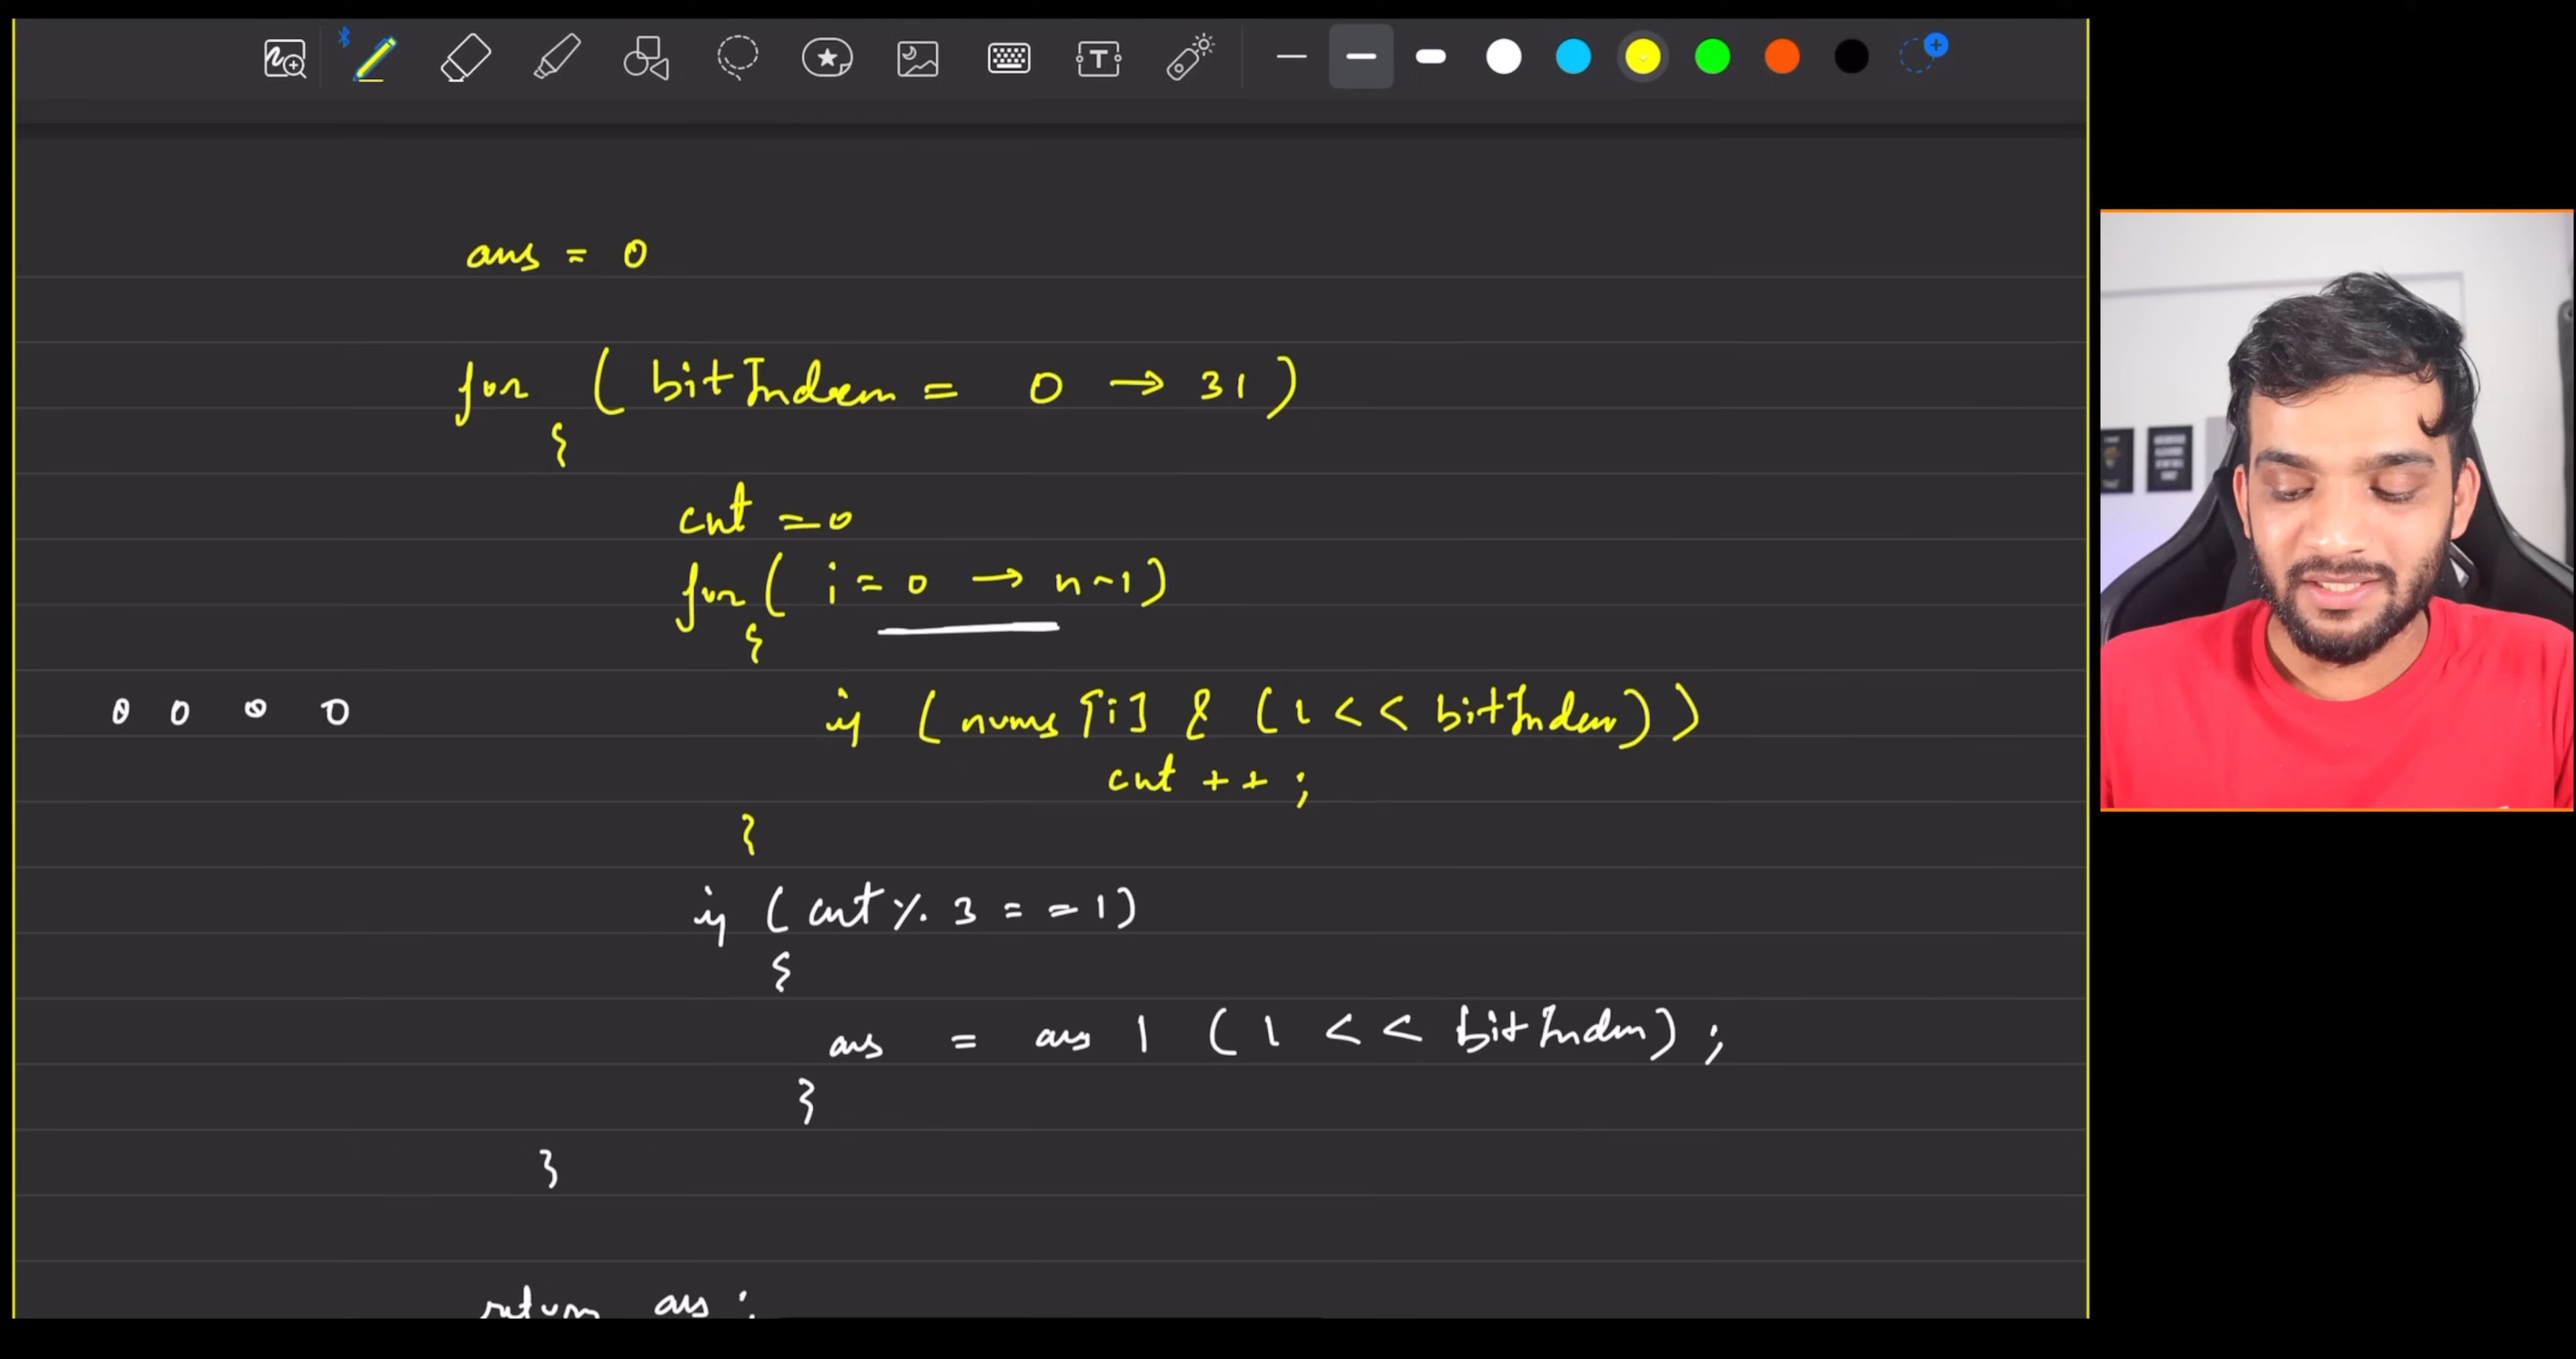 ans = 0
for ( bitIndex = 0 → 31 )
{
cnt = 0
for ( i = 0 → n-1 )
{
0 0 0 0
if ( nums [i] & ( 1 << bitIndex ) )
cnt ++ ;
}
if ( cnt % 3 == 1 )
{
ans = ans | ( 1 << bitIndex ) ;
}
}
return ans ;